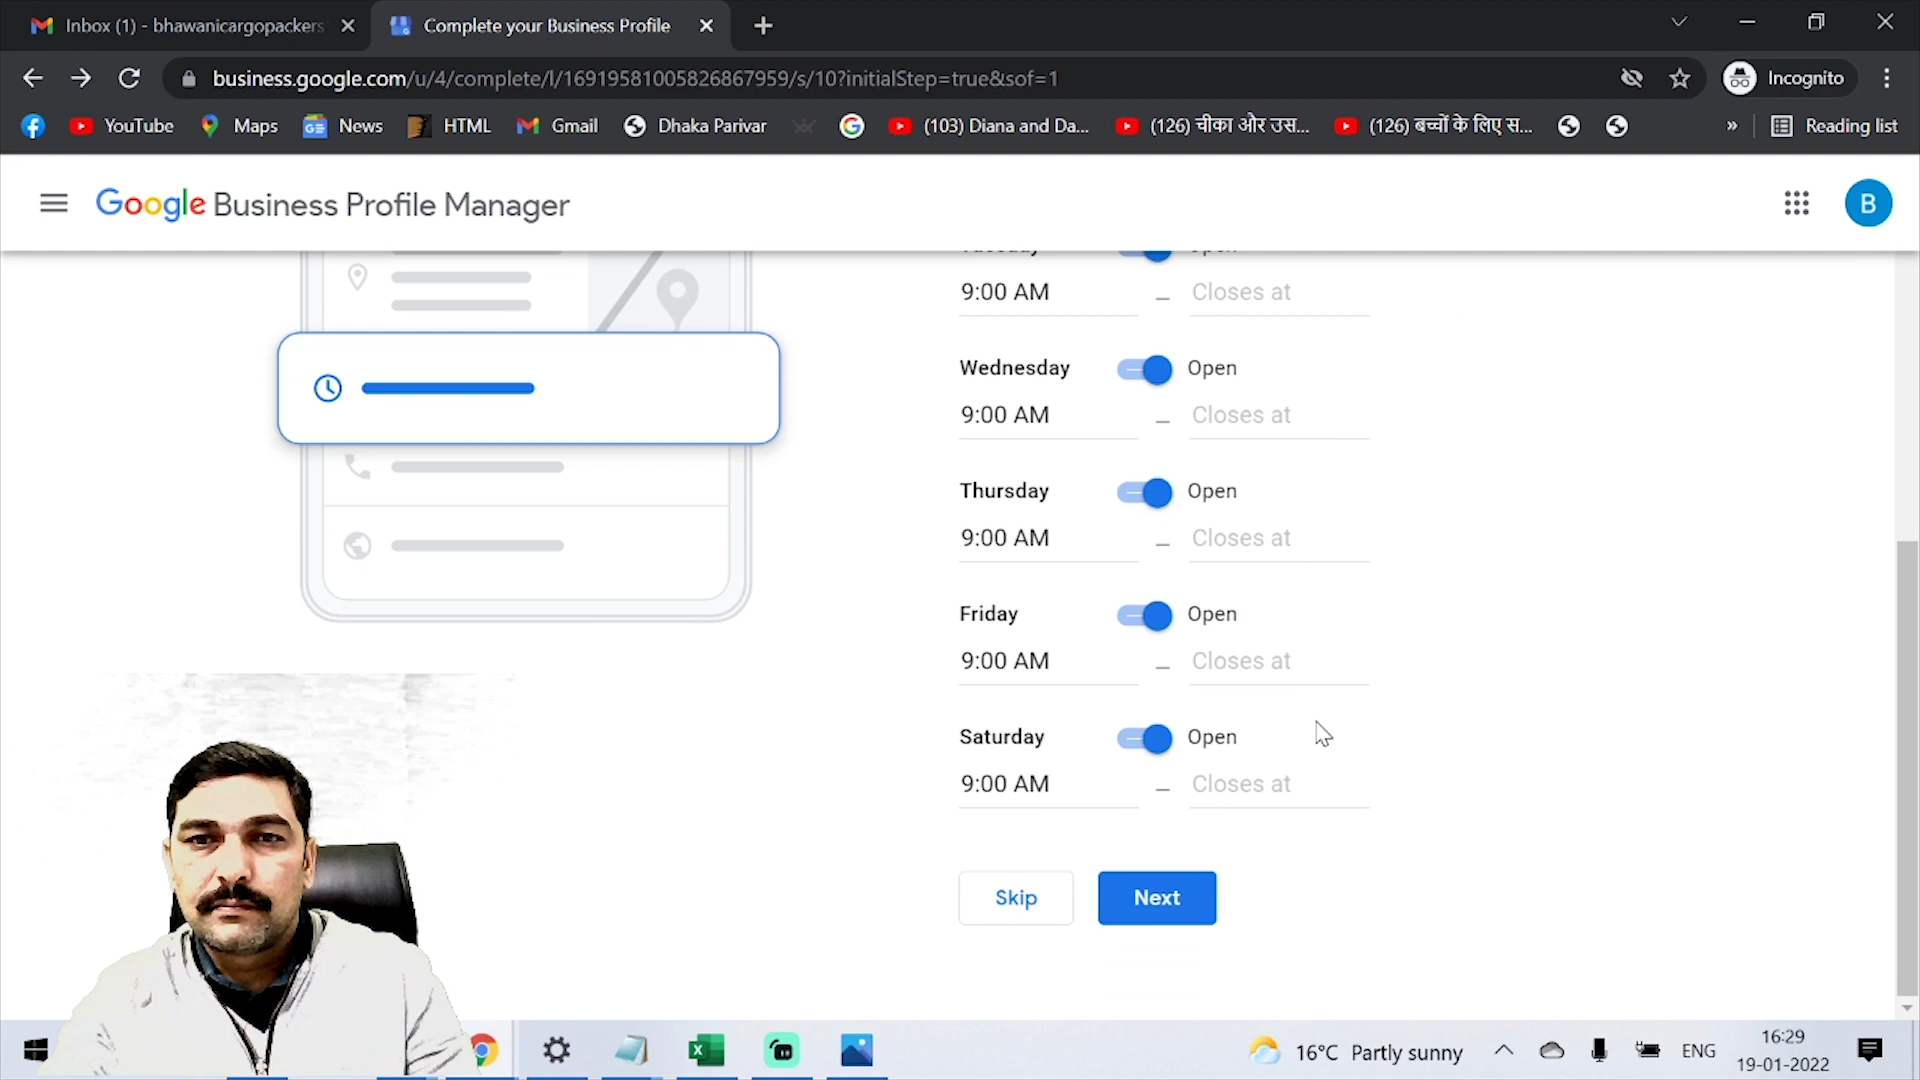 Inbox (1) - bhawanicargopackers
Complete your Business Profile
business.google.com/u/4/complete/l/16919581005826867959/s/10?initialStep=true&sof=1
Incognito
YouTube
Maps
News
HTML
Gmail
Dhaka Parivar
(103) Diana and Da...
(126) चीका और उस...
(126) बच्चों के लिए स...
»
Reading list
Google Business Profile Manager
B
Tuesday Open
9:00 AM – Closes at
Wednesday Open
9:00 AM – Closes at
Thursday Open
9:00 AM – Closes at
Friday Open
9:00 AM – Closes at
Saturday Open
9:00 AM – Closes at
Skip
Next
16°C Partly sunny
ENG
16:29
19-01-2022